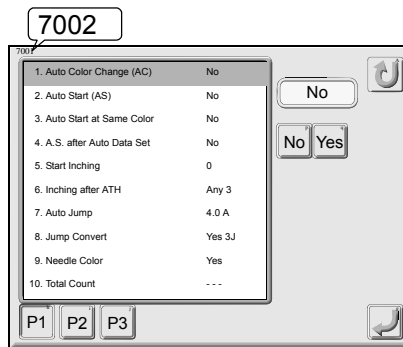 7002
7001
1. Auto Color Change (AC) No
2. Auto Start (AS) No
3. Auto Start at Same Color No
4. A.S. after Auto Data Set No
5. Start Inching 0
6. Inching after ATH Any 3
7. Auto Jump 4.0 A
8. Jump Convert Yes 3J
9. Needle Color Yes
10. Total Count - - -
No
No Yes
P1 P2 P3